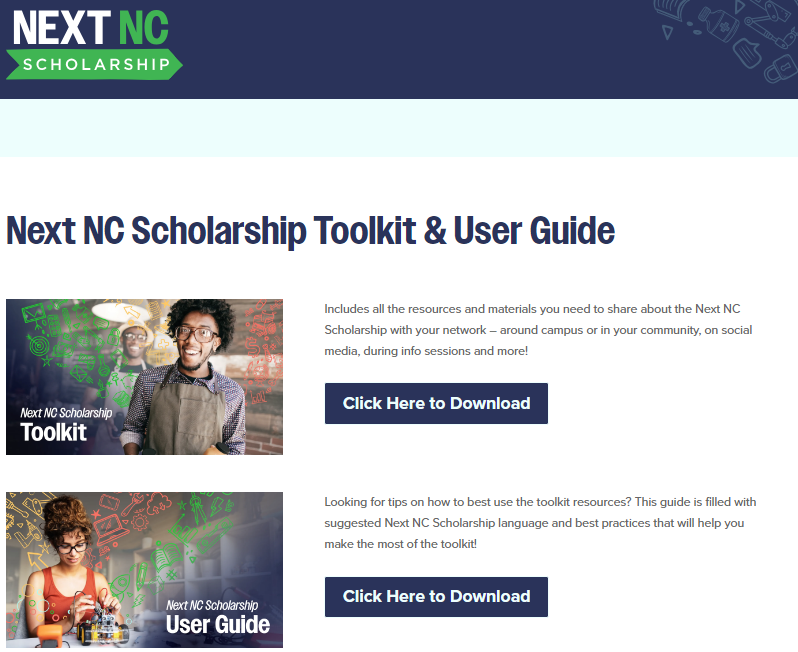 NEXT NC
SCHOLARSHIP
Next NC Scholarship Toolkit & User Guide
Next NC Scholarship
Toolkit
Includes all the resources and materials you need to share about the Next NC
Scholarship with your network – around campus or in your community, on social
media, during info sessions and more!
Click Here to Download
Next NC Scholarship
User Guide
Looking for tips on how to best use the toolkit resources? This guide is filled with
suggested Next NC Scholarship language and best practices that will help you
make the most of the toolkit!
Click Here to Download